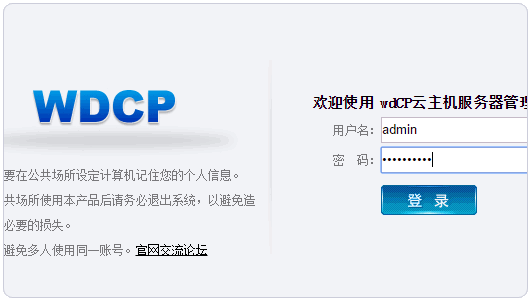 WDCP
要在公共场所设定计算机记住您的个人信息。
共场所使用本产品后请务必退出系统，以避免造
必要的损失。
避免多人使用同一账号。官网交流论坛
欢迎使用 wdCP云主机服务器管理
用户名：admin
密 码：••••••••••
登 录